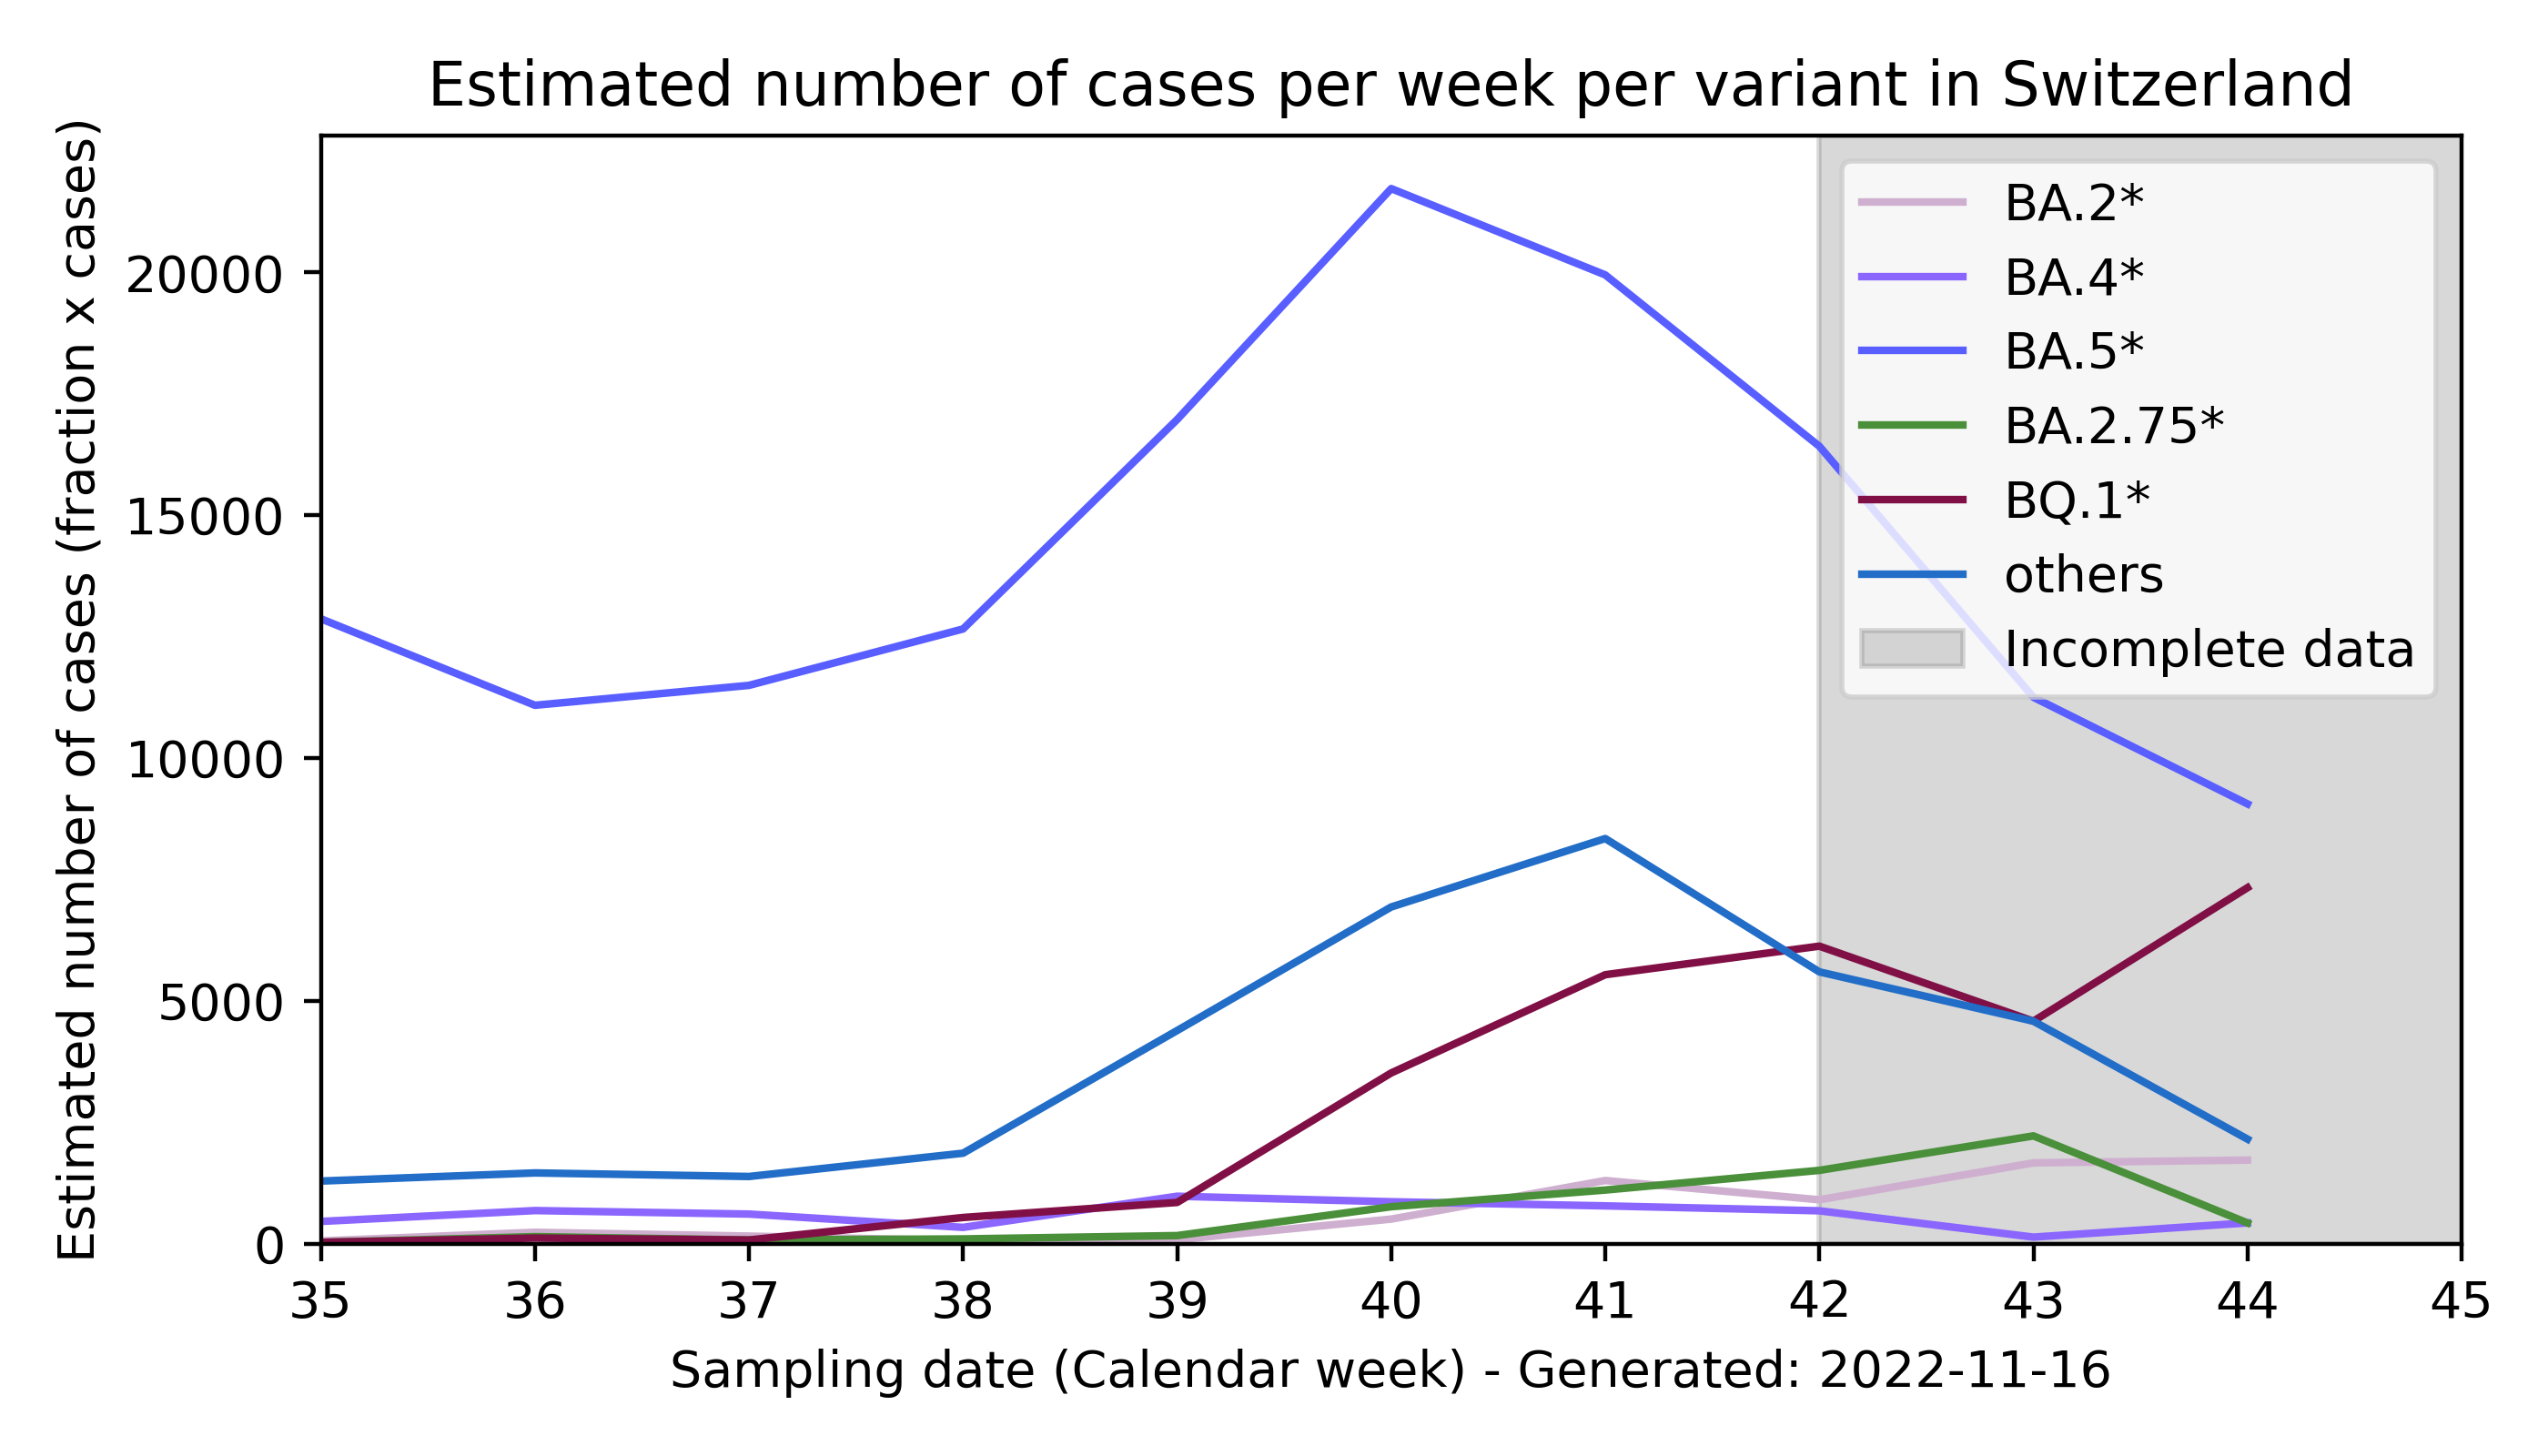 Estimated number of cases per week per variant in Switzerland
Estimated number of cases (fraction x cases)
20000
15000
10000
5000
0
BA.2*
BA.4*
BA.5*
BA.2.75*
BQ.1*
others
Incomplete data
35 36 37 38 39 40 41 42 43 44 45
Sampling date (Calendar week) - Generated: 2022-11-16